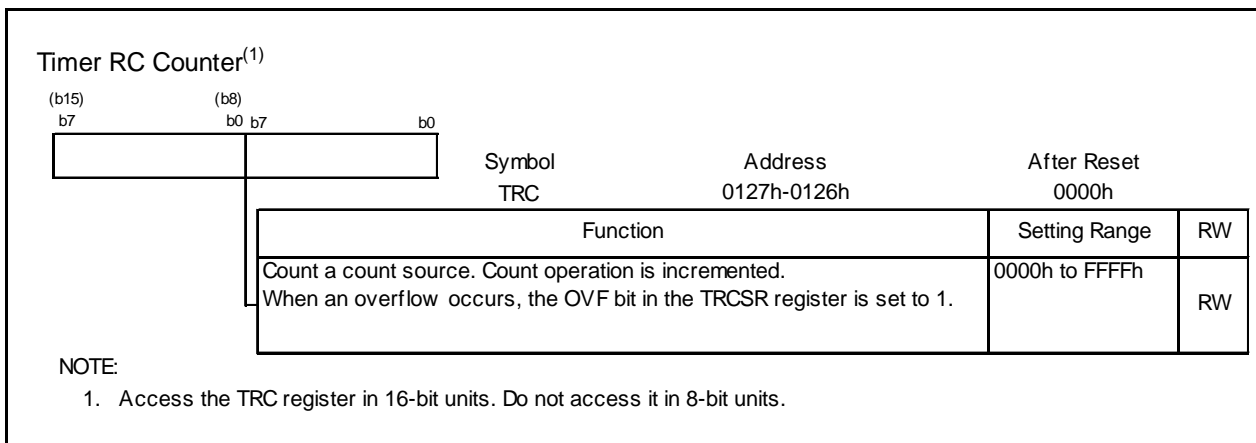 Timer RC Counter(1)
(b15) (b8)
b7 b0 b7 b0
Symbol Address After Reset
TRC 0127h-0126h 0000h
Function Setting Range RW
Count a count source. Count operation is incremented. 0000h to FFFFh
When an overflow occurs, the OVF bit in the TRCSR register is set to 1. RW
NOTE:
1. Access the TRC register in 16-bit units. Do not access it in 8-bit units.